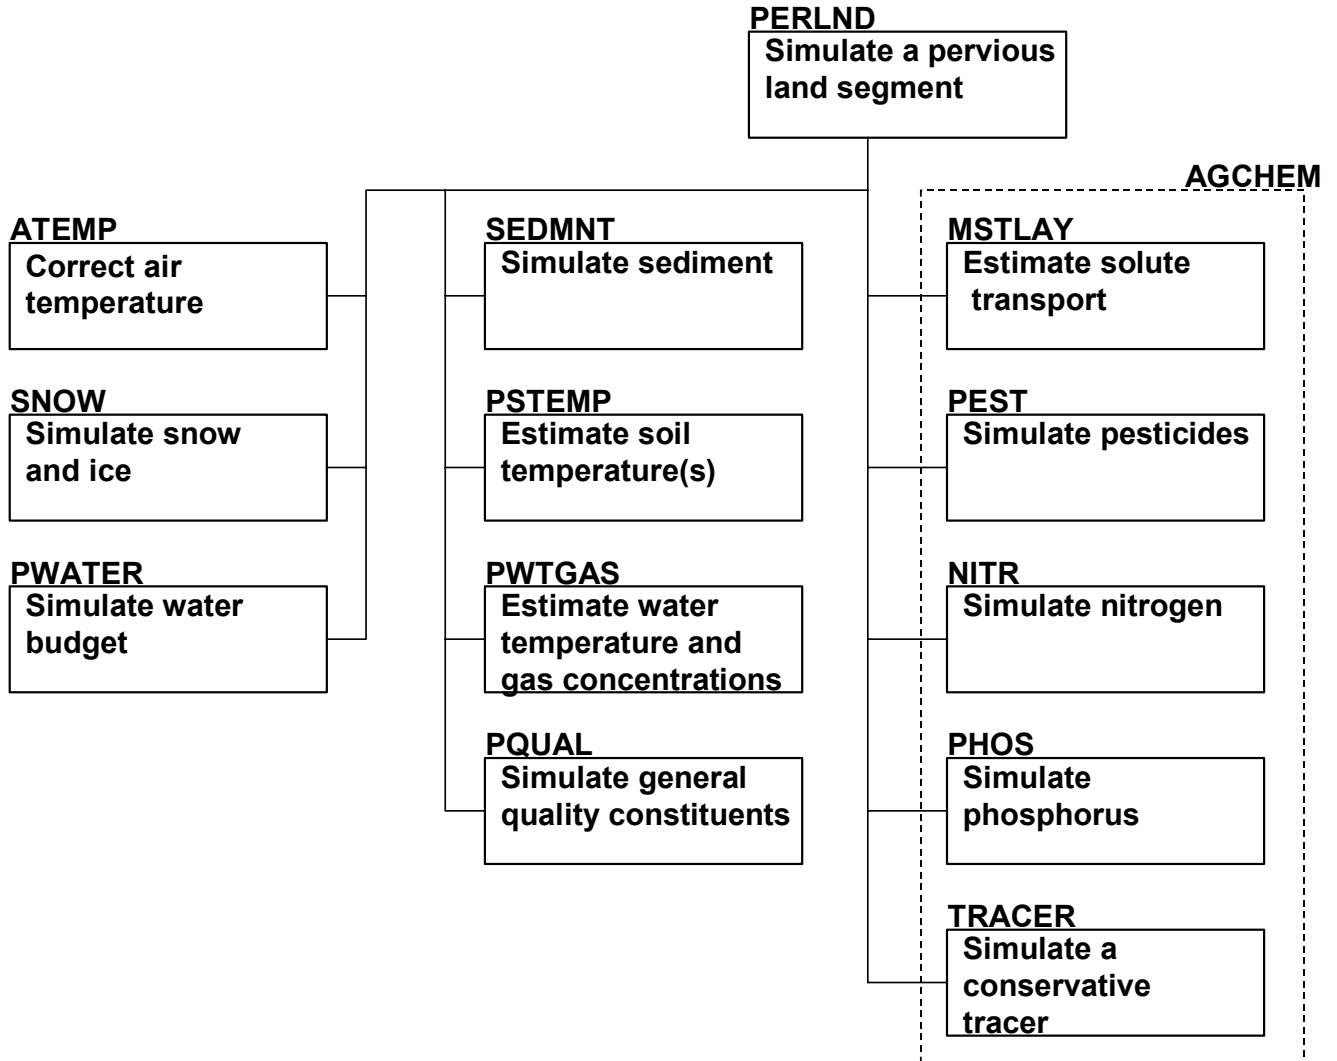 PERLND
Simulate a pervious
land segment
AGCHEM
ATEMP
Correct air
temperature
SNOW
Simulate snow
and ice
PWATER
Simulate water
budget
SEDMNT
Simulate sediment
PSTEMP
Estimate soil
temperature(s)
PWTGAS
Estimate water
temperature and
gas concentrations
PQUAL
Simulate general
quality constituents
MSTLAY
Estimate solute
transport
PEST
Simulate pesticides
NITR
Simulate nitrogen
PHOS
Simulate
phosphorus
TRACER
Simulate a
conservative
tracer